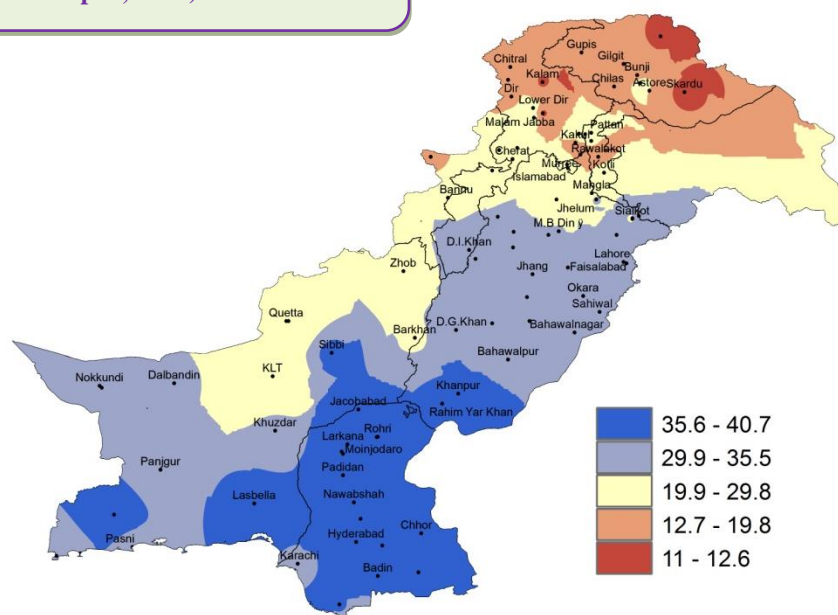 Gupis
Chitral
Gilgit
Bunji
Kalam
Chilas
Astore
Skardu
Dir
Lower Dir
Malam Jabba
Pattan
Kakul
Cherat
Rawalakot
Murree
Kotli
Islamabad
Bannu
Mangla
Jhelum
Sialkot
M.B Din ÿ
D.I.Khan
Lahore
Zhob
Jhang
Faisalabad
Okara
Sahiwal
Quetta
D.G.Khan
Bahawalnagar
Barkhan
Sibbi
Bahawalpur
KLT
Nokkundi
Dalbandin
Khanpur
Jacobabad
Rahim Yar Khan
Khuzdar
Rohri
Larkana
Moinjodaro
Panjgur
Padidan
Lasbella
Nawabshah
Chhor
Pasni
Hyderabad
Karachi
Badin
35.6 - 40.7
29.9 - 35.5
19.9 - 29.8
12.7 - 19.8
11 - 12.6